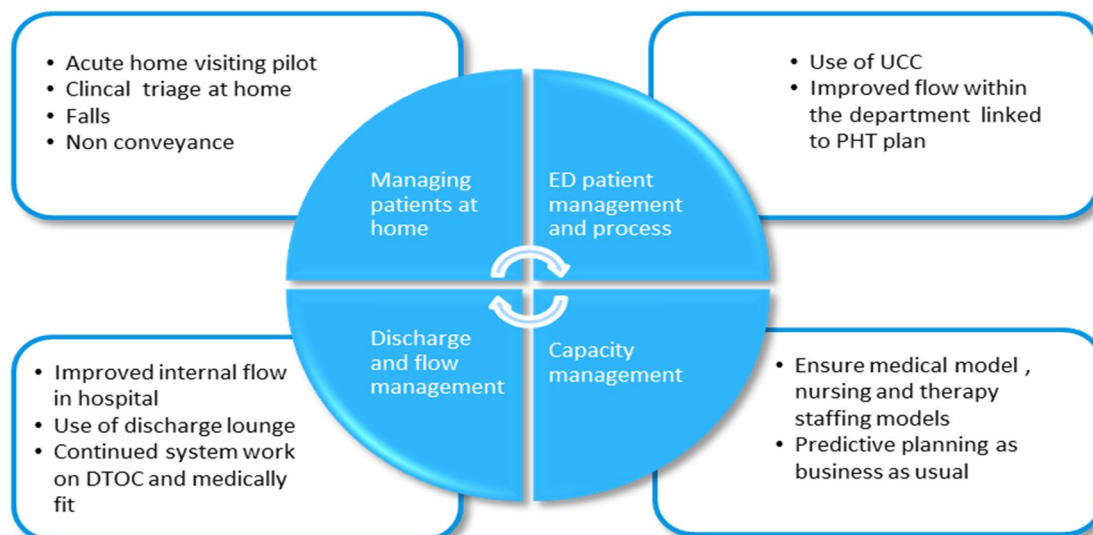 • Acute home visiting pilot
• Clincal triage at home
• Falls
• Non conveyance
• Use of UCC
• Improved flow within
the department linked
to PHT plan
Managing
patients at
home
ED patient
management
and process
Discharge
and flow
management
Capacity
management
• Improved internal flow
in hospital
• Use of discharge lounge
• Continued system work
on DTOC and medically
fit
• Ensure medical model ,
nursing and therapy
staffing models
• Predictive planning as
business as usual